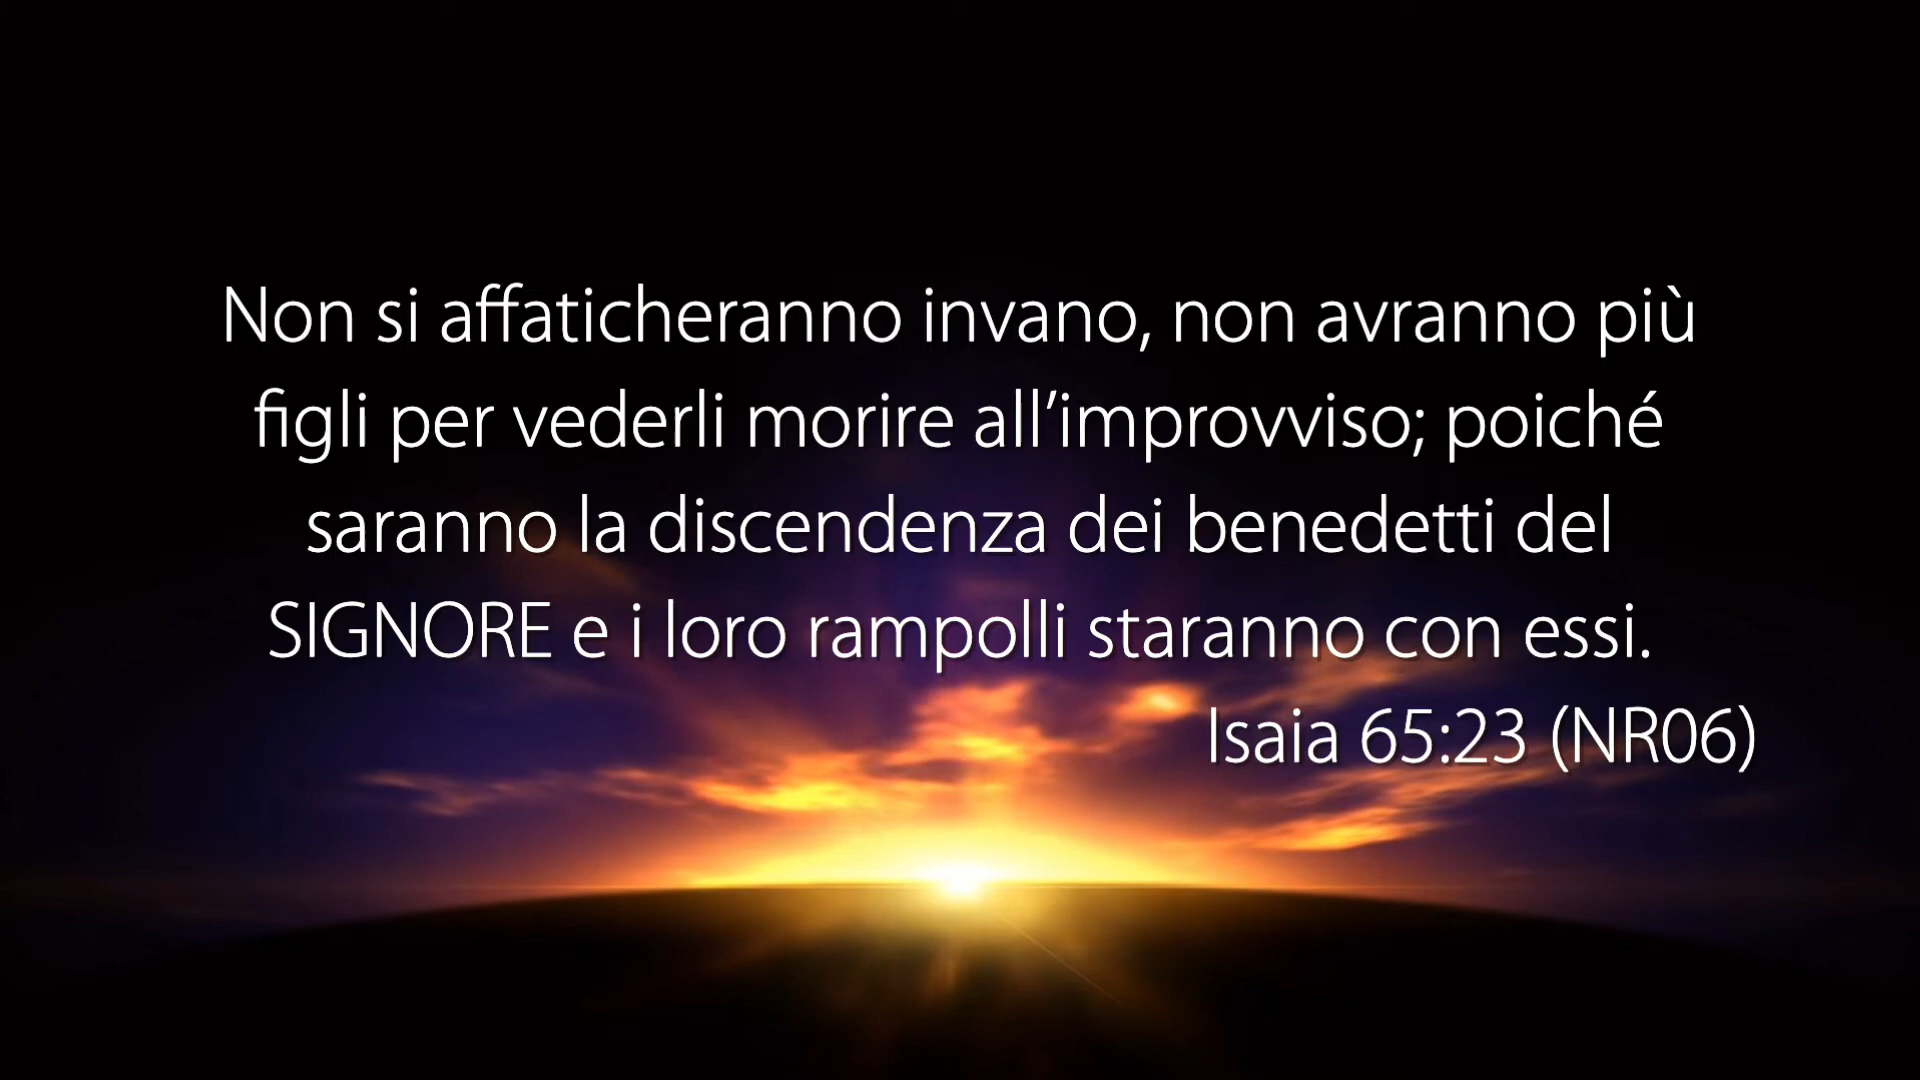 Non si affaticheranno invano, non avranno più
figli per vederli morire all’improvviso; poiché
saranno la discendenza dei benedetti del
SIGNORE e i loro rampolli staranno con essi.
Isaia 65:23 (NR06)